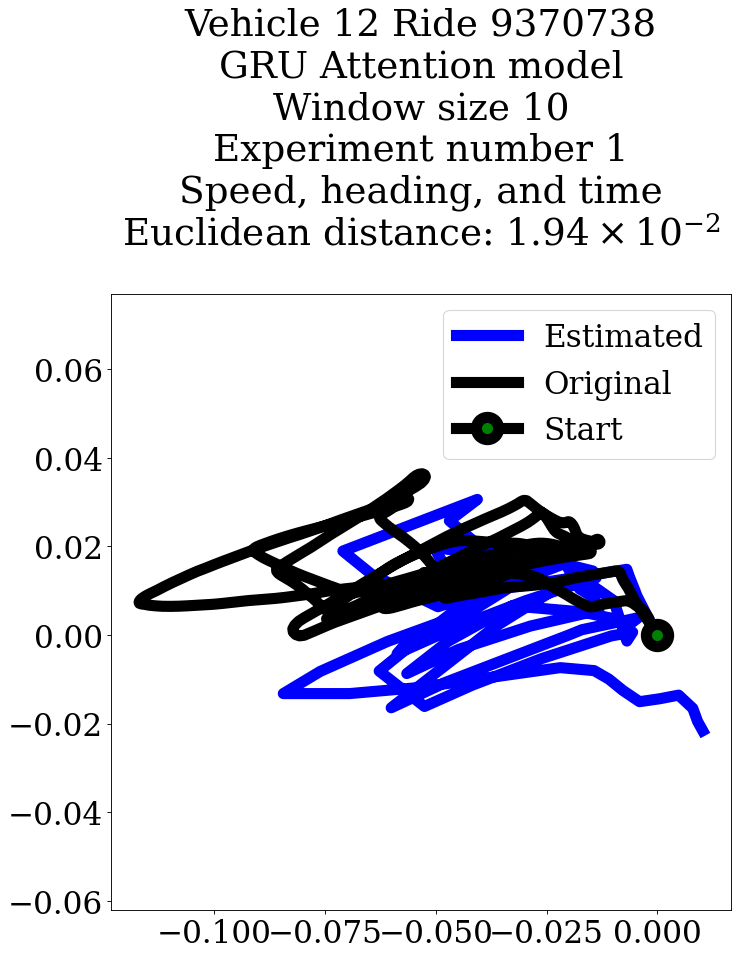 Vehicle 12 Ride 9370738
GRU Attention model
Window size 10
Experiment number 1
Speed, heading, and time
Euclidean distance: 1.94 × 10⁻²
Estimated
Original
Start
0.06
0.04
0.02
0.00
−0.02
−0.04
−0.06
−0.100 −0.075 −0.050 −0.025 0.000